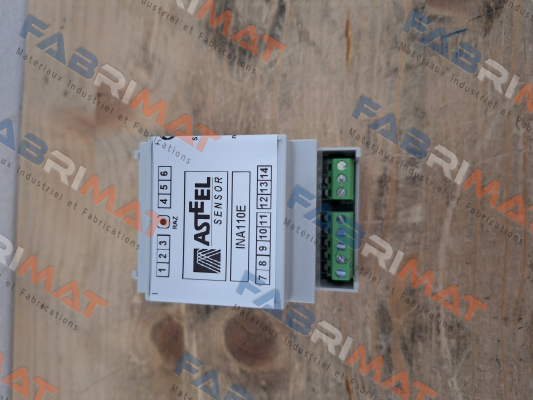 1 2 3 RAZ 4 5 6
ASTEEL
SENSOR
INA110E
7 8 9 10 11 12 13 14
FABRIMAT
Matériaux Industriel et Fabrications